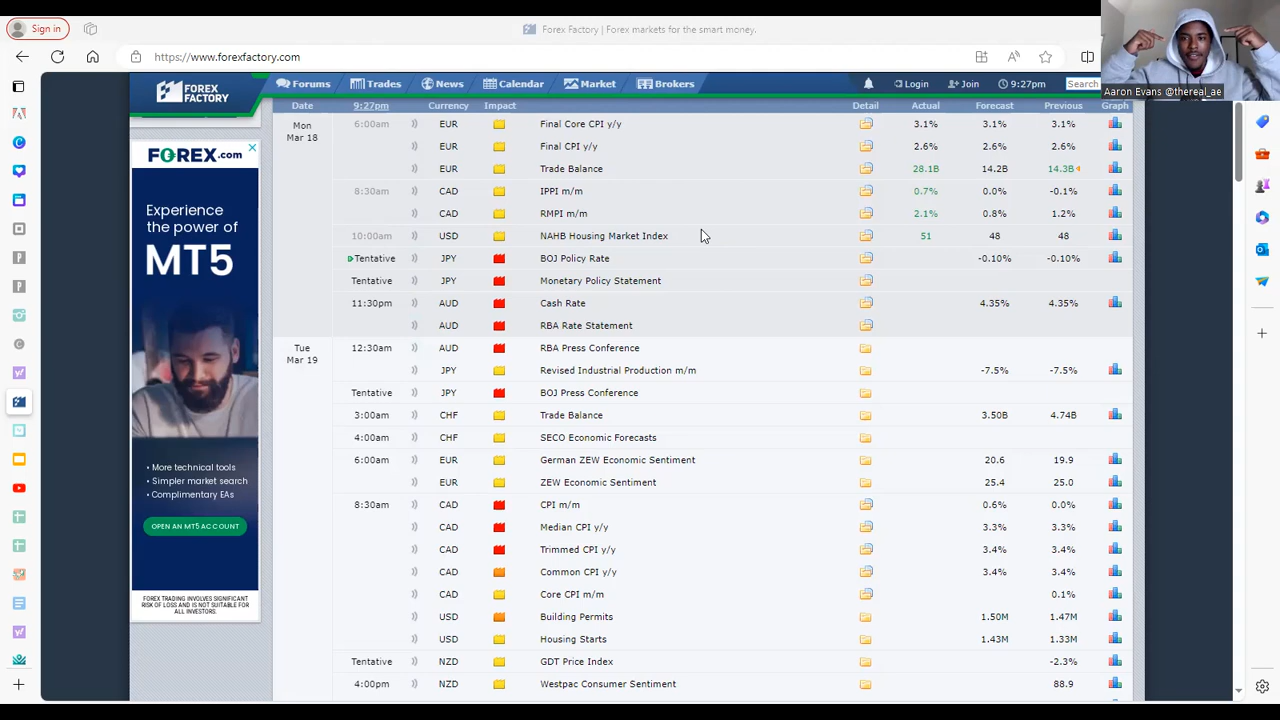 Sign in
Forex Factory | Forex markets for the smart money.
https://www.forexfactory.com
Aaron Evans @thereal_ae
FOREX FACTORY
Forums Trades News Calendar Market Brokers Login Join 9:27pm Search
Date 9:27pm Currency Impact Detail Actual Forecast Previous Graph
Mon Mar 18 6:00am EUR Final Core CPI y/y 3.1% 3.1% 3.1%
EUR Final CPI y/y 2.6% 2.6% 2.6%
EUR Trade Balance 28.1B 14.2B 14.3B
8:30am CAD IPPI m/m 0.7% 0.0% -0.1%
CAD RMPI m/m 2.1% 0.8% 1.2%
10:00am USD NAHB Housing Market Index 51 48 48
Tentative JPY BOJ Policy Rate -0.10% -0.10%
Tentative JPY Monetary Policy Statement
11:30pm AUD Cash Rate 4.35% 4.35%
AUD RBA Rate Statement
Tue Mar 19 12:30am AUD RBA Press Conference
JPY Revised Industrial Production m/m -7.5% -7.5%
Tentative JPY BOJ Press Conference
3:00am CHF Trade Balance 3.50B 4.74B
4:00am CHF SECO Economic Forecasts
6:00am EUR German ZEW Economic Sentiment 20.6 19.9
EUR ZEW Economic Sentiment 25.4 25.0
8:30am CAD CPI m/m 0.6% 0.0%
CAD Median CPI y/y 3.3% 3.3%
CAD Trimmed CPI y/y 3.4% 3.4%
CAD Common CPI y/y 3.4% 3.4%
CAD Core CPI m/m 0.1%
USD Building Permits 1.50M 1.47M
USD Housing Starts 1.43M 1.33M
Tentative NZD GDT Price Index -2.3%
4:00pm NZD Westpac Consumer Sentiment 88.9
FOREX.com
Experience
the power of
MT5
• More technical tools
• Simpler market search
• Complimentary EAs
OPEN AN MT5 ACCOUNT
FOREX TRADING INVOLVES SIGNIFICANT
RISK OF LOSS AND IS NOT SUITABLE FOR
ALL INVESTORS.